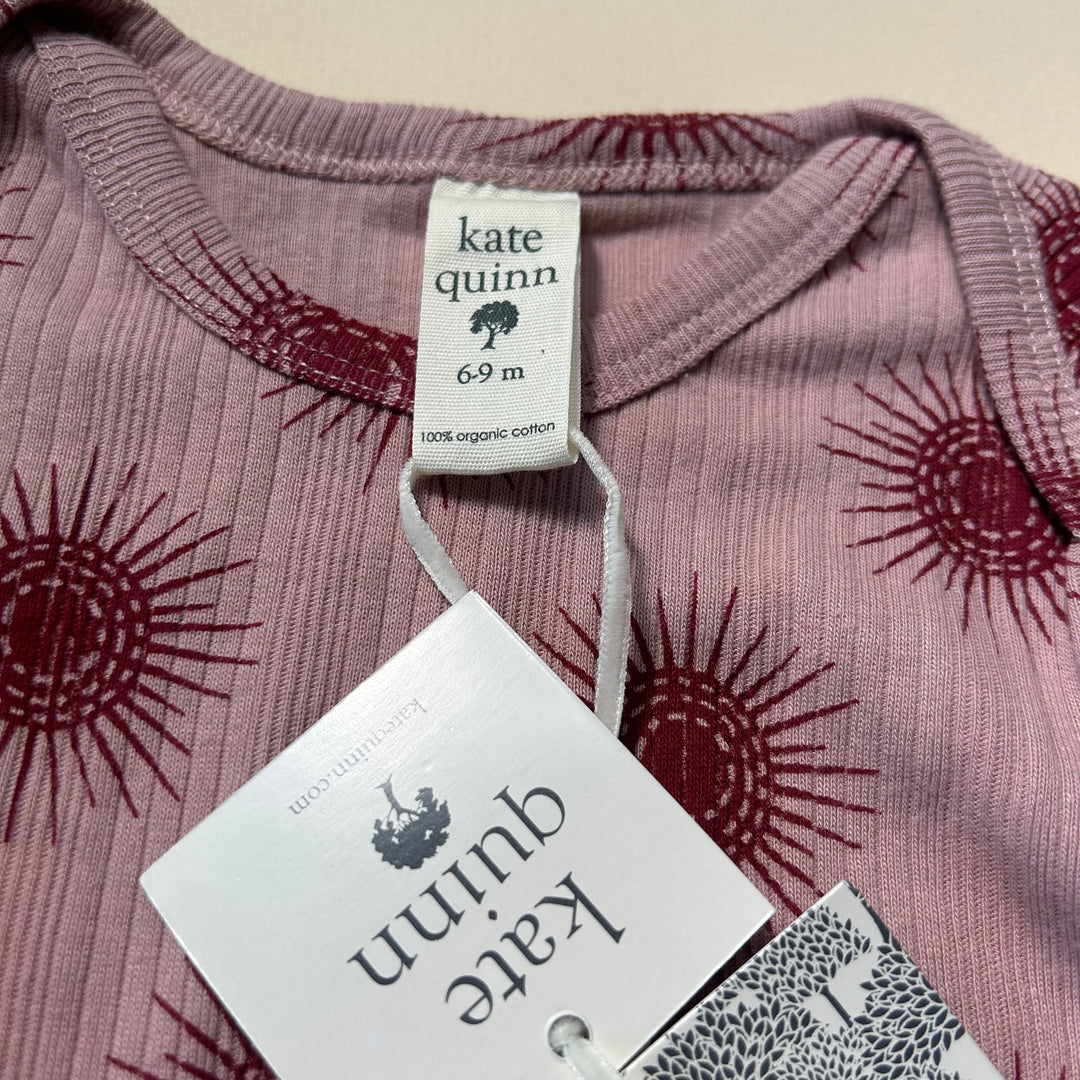 kate
quinn
6-9 m
100% organic cotton
kate
quinn
katequinn.com